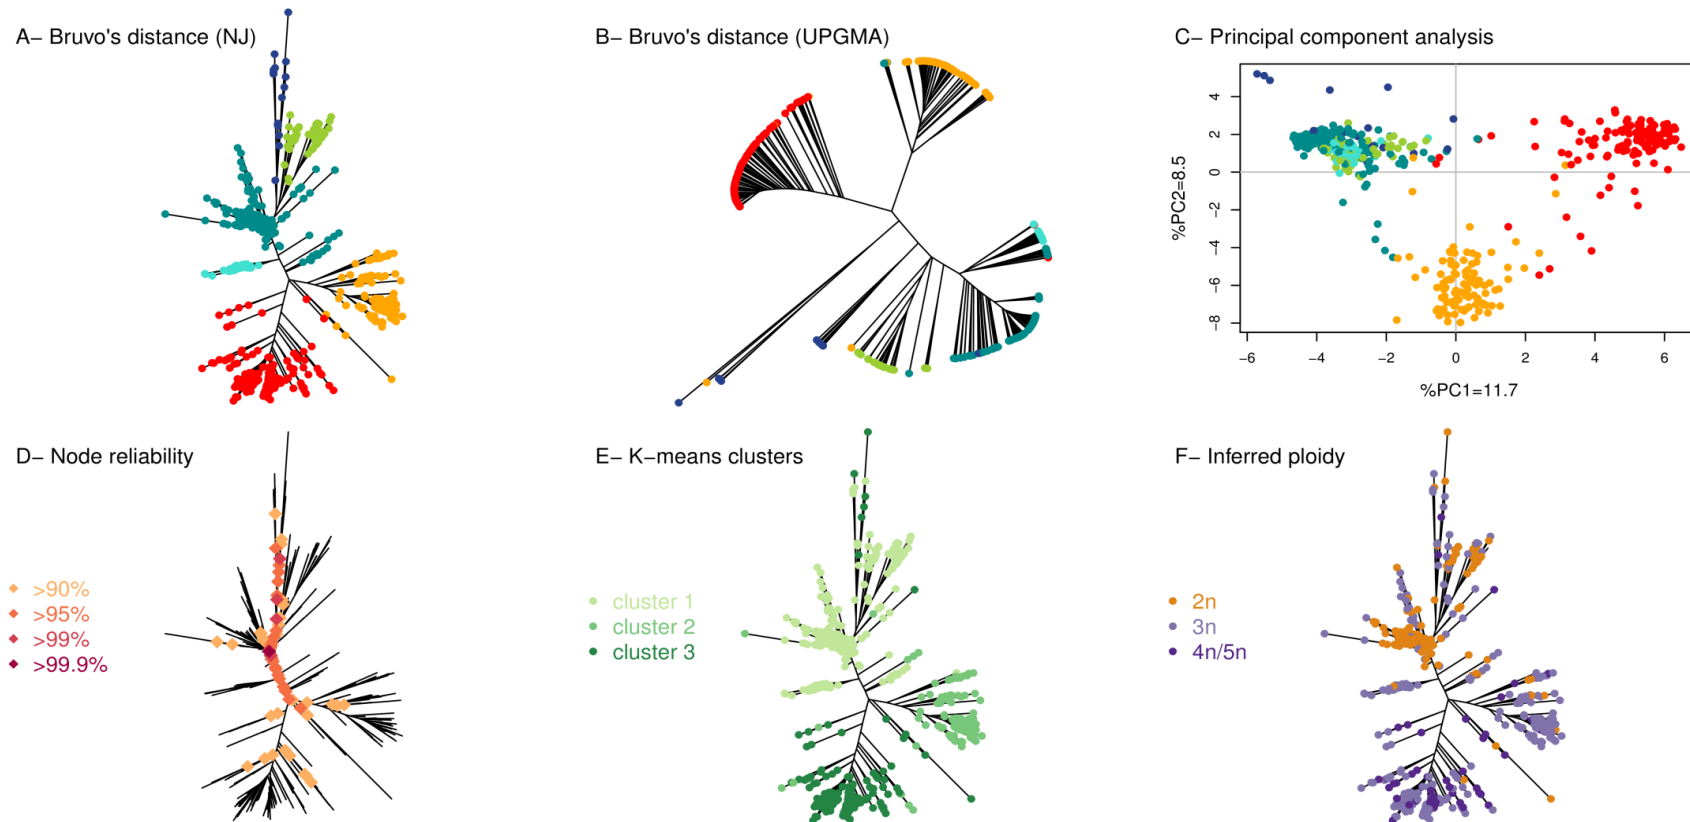 A− Bruvo's distance (NJ)
B− Bruvo's distance (UPGMA)
C− Principal component analysis
%PC2=8.5
4
2
0
−2
−4
−6
−8
−6
−4
−2
0
2
4
6
%PC1=11.7
D− Node reliability
>90%
>95%
>99%
>99.9%
E− K−means clusters
cluster 1
cluster 2
cluster 3
F− Inferred ploidy
2n
3n
4n/5n